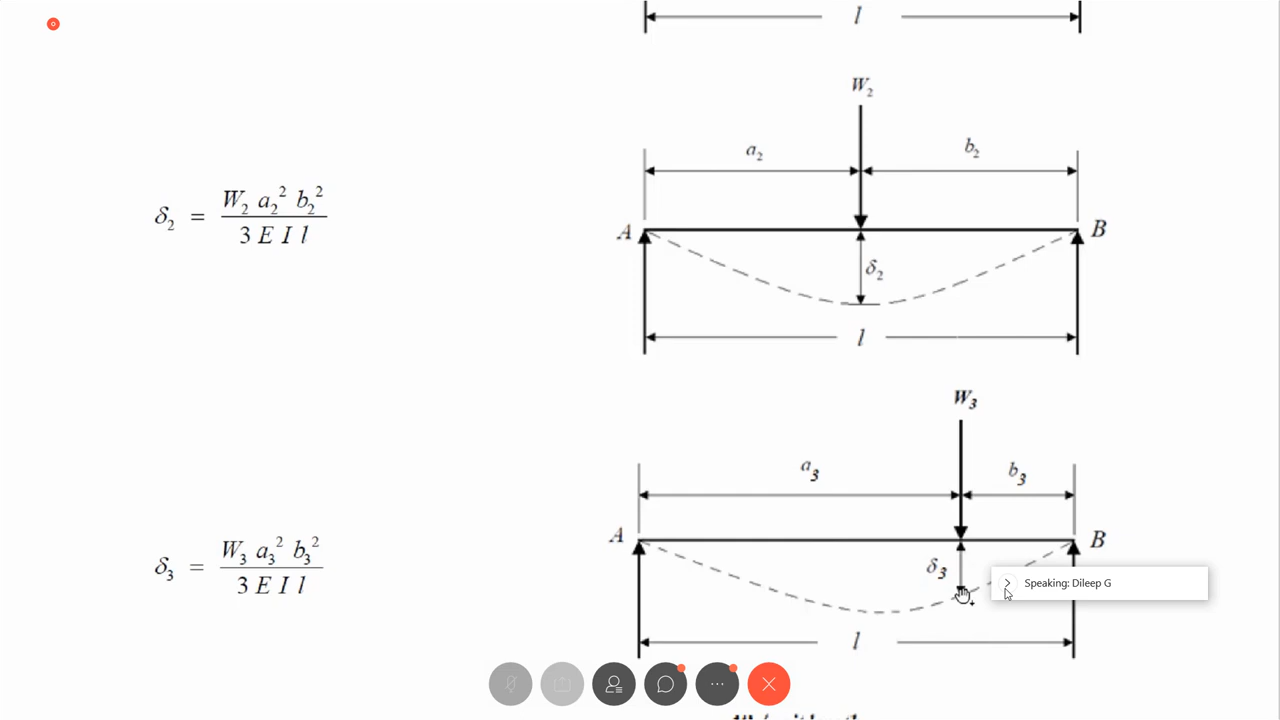 l
W₂
a₂ b₂
δ₂ = W₂ a₂² b₂² / 3 E I l
A B
δ₂
l
W₃
a₃ b₃
A B
δ₃ = W₃ a₃² b₃² / 3 E I l
δ₃
Speaking: Dileep G
l